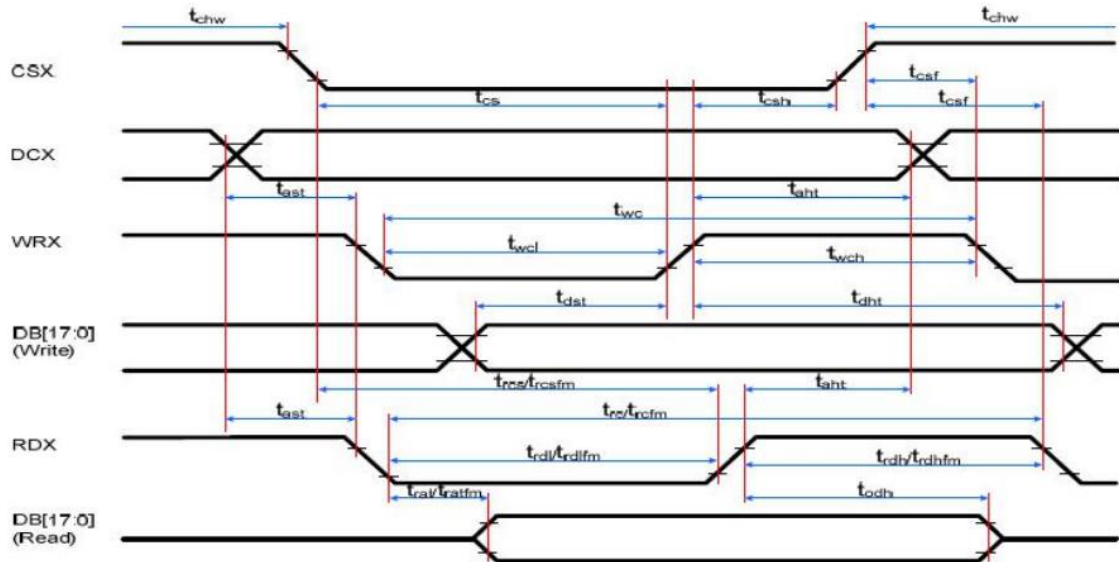 tchw tchw
CSX
tcsf
tcs tcsh tcsf
DCX
tast taht
twc
WRX
twcl twch
tdst tdht
DB[17:0]
(Write)
trcs/trcsfm taht
tast trc/trcfm
RDX
trdl/trdlfm trdh/trdhfm
trat/tratfm todh
DB[17:0]
(Read)